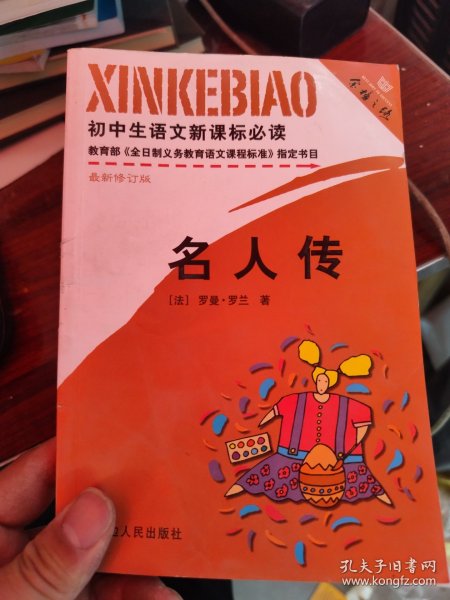 XINKEBIAO
初中生语文新课标必读
教育部《全日制义务教育语文课程标准》指定书目
最新修订版
名人传
[法] 罗曼·罗兰 著
人民出版社
孔夫子旧书网
www.kongfz.com